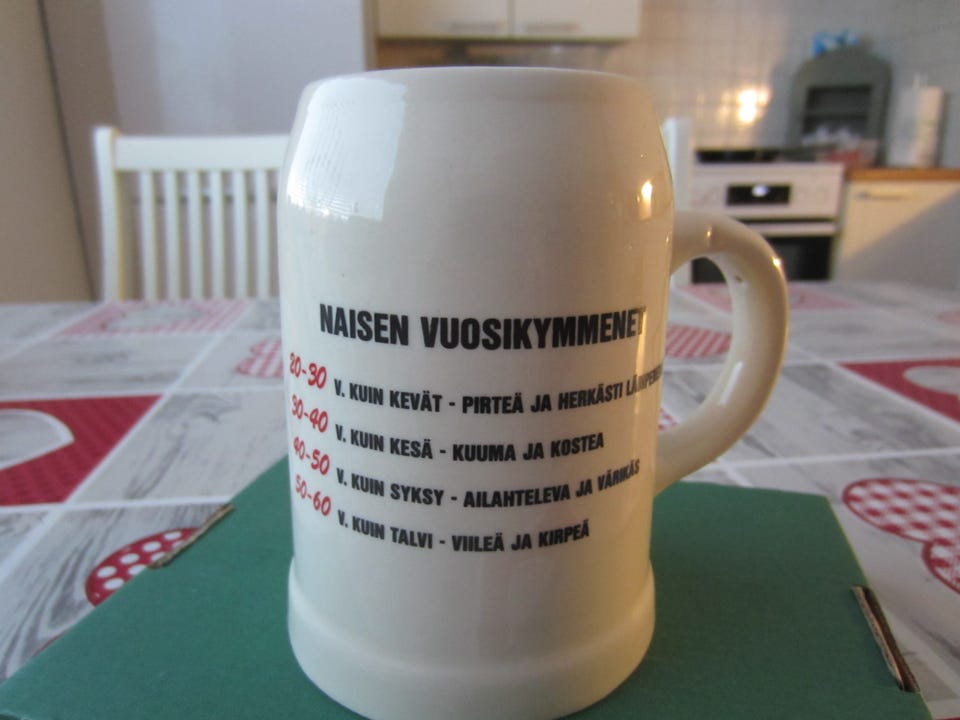 NAISEN VUOSIKYMMENET
20-30 V. KUIN KEVÄT - PIRTEÄ JA HERKÄSTI
30-40 V. KUIN KESÄ - KUUMA JA KOSTEA
40-50 V. KUIN SYKSY - AILAHTELEVA JA VÄRIKÄS
50-60 V. KUIN TALVI - VIILEÄ JA KIRPEÄ